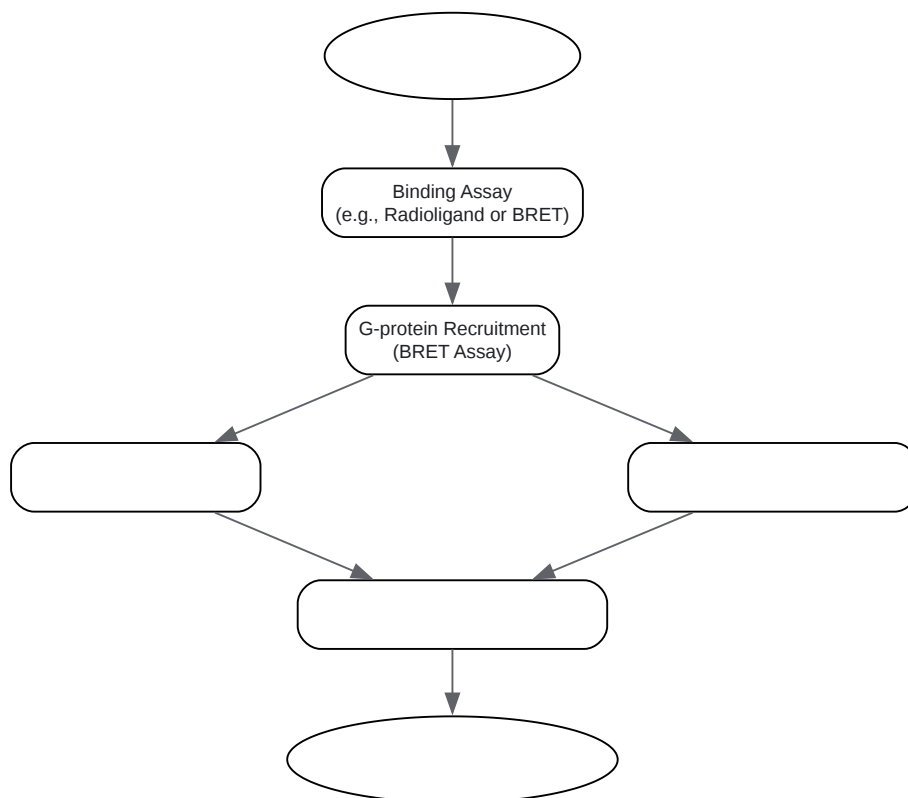 Binding Assay
(e.g., Radioligand or BRET)
G-protein Recruitment
(BRET Assay)